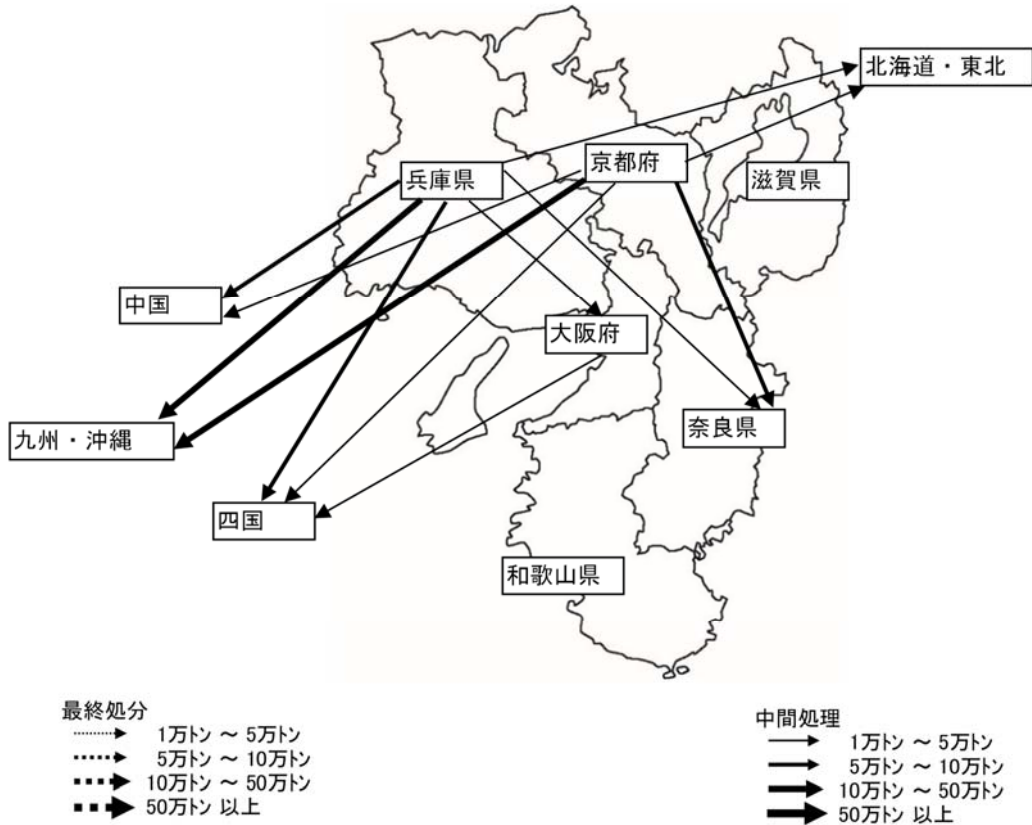 北海道・東北
京都府
兵庫県
滋賀県
中国
大阪府
九州・沖縄
奈良県
四国
和歌山県
最終処分
1万トン ～ 5万トン
5万トン ～ 10万トン
10万トン ～ 50万トン
50万トン 以上
中間処理
1万トン ～ 5万トン
5万トン ～ 10万トン
10万トン ～ 50万トン
50万トン 以上